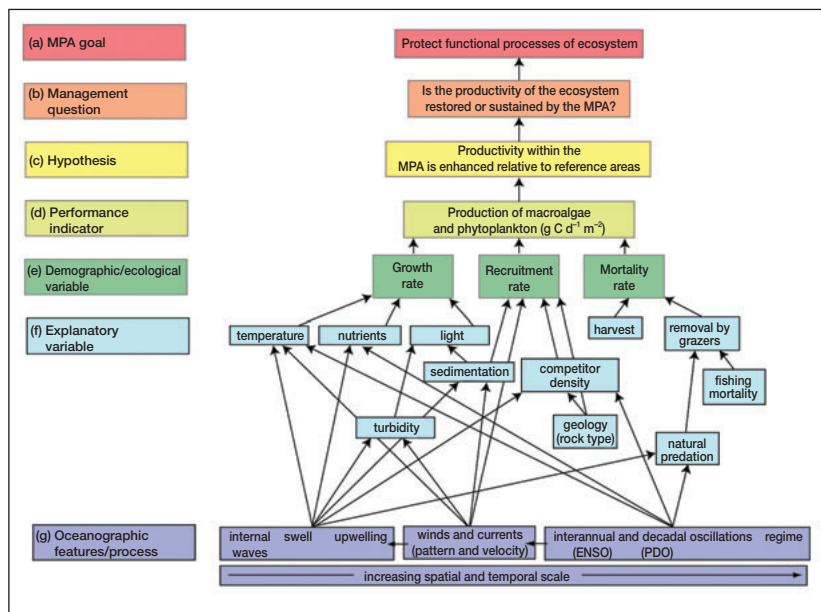 (a) MPA goal
Protect functional processes of ecosystem
(b) Management
question
Is the productivity of the ecosystem
restored or sustained by the MPA?
(c) Hypothesis
Productivity within the
MPA is enhanced relative to reference areas
(d) Performance
indicator
Production of macroalgae
and phytoplankton (g C d⁻¹ m⁻²)
(e) Demographic/ecological
variable
Growth
rate
Recruitment
rate
Mortality
rate
(f) Explanatory
variable
temperature
nutrients
light
harvest
removal by
grazers
sedimentation
competitor
density
fishing
mortality
turbidity
geology
(rock type)
natural
predation
(g) Oceanographic
features/process
internal swell upwelling
waves
winds and currents
(pattern and velocity)
interannual and decadal oscillations regime
(ENSO) (PDO)
increasing spatial and temporal scale